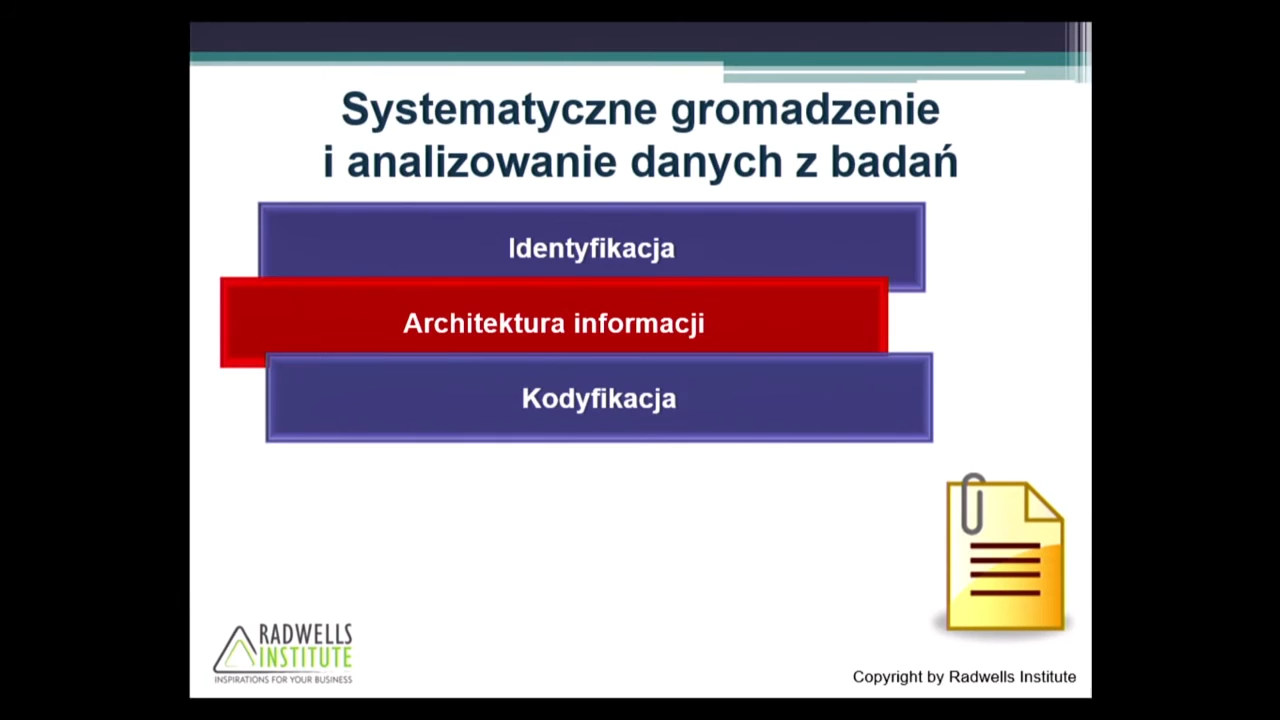 Systematyczne gromadzenie
i analizowanie danych z badań
Identyfikacja
Architektura informacji
Kodyfikacja
RADWELLS
INSTITUTE
INSPIRATIONS FOR YOUR BUSINESS
Copyright by Radwells Institute